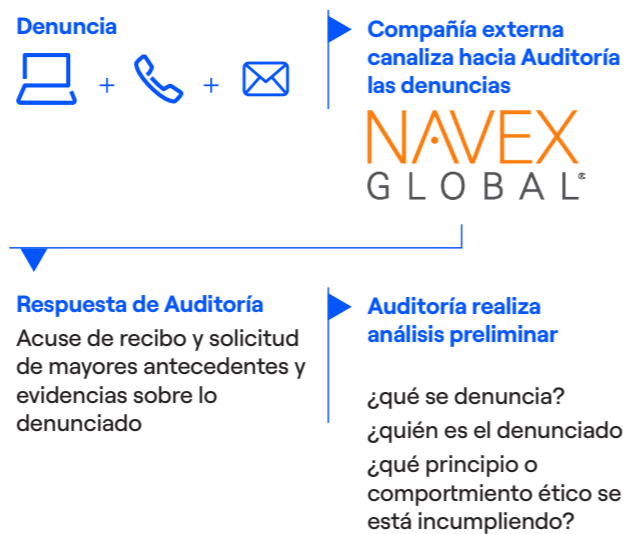 Denuncia
+ +
Compañía externa
canaliza hacia Auditoría
las denuncias
NAVEX
GLOBAL®
Respuesta de Auditoría
Acuse de recibo y solicitud
de mayores antecedentes y
evidencias sobre lo
denunciado
Auditoría realiza
análisis preliminar
¿qué se denuncia?
¿quién es el denunciado
¿qué principio o
comportmiento ético se
está incumpliendo?